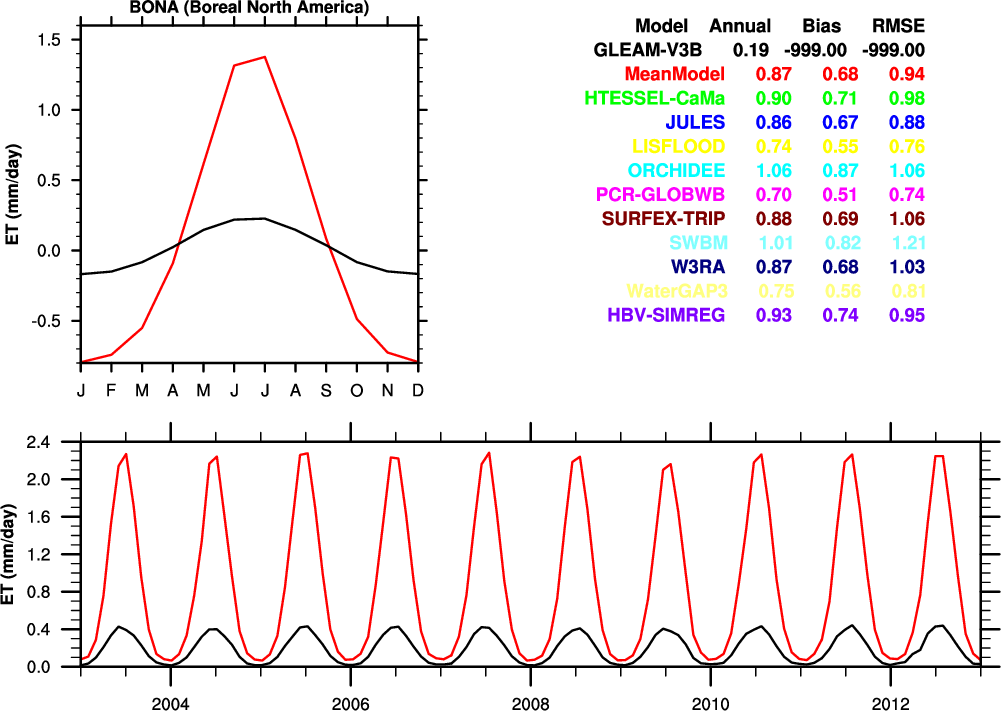 BONA (Boreal North America)
1.5
1.0
0.5
0.0
-0.5
ET (mm/day)
J F M A M J J A S O N D
Model Annual Bias RMSE
GLEAM-V3B 0.19 -999.00 -999.00
MeanModel 0.87 0.68 0.94
HTESSEL-CaMa 0.90 0.71 0.98
JULES 0.86 0.67 0.88
LISFLOOD 0.74 0.55 0.76
ORCHIDEE 1.06 0.87 1.06
PCR-GLOBWB 0.70 0.51 0.74
SURFEX-TRIP 0.88 0.69 1.06
SWBM 1.01 0.82 1.21
W3RA 0.87 0.68 1.03
WaterGAP3 0.75 0.56 0.81
HBV-SIMREG 0.93 0.74 0.95
2.4
2.0
1.6
1.2
0.8
0.4
0.0
ET (mm/day)
2004 2006 2008 2010 2012